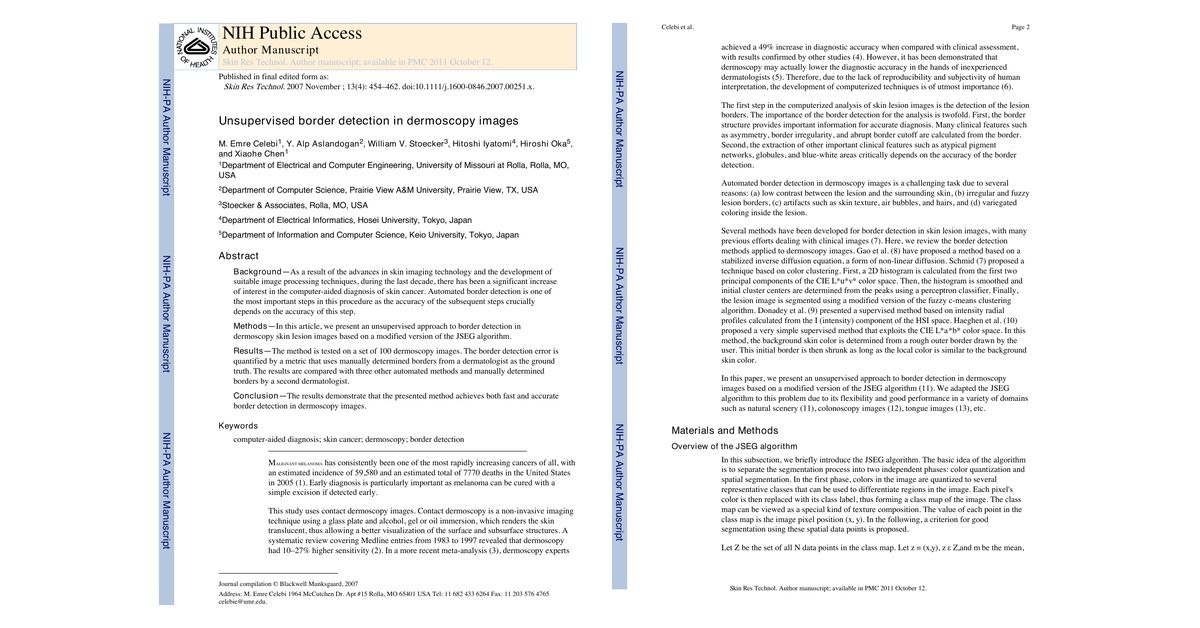 NATIONAL INSTITUTES OF HEALTH
NIH Public Access
Author Manuscript
Skin Res Technol. Author manuscript; available in PMC 2011 October 12.
NIH-PA Author Manuscript
NIH-PA Author Manuscript
NIH-PA Author Manuscript
Published in final edited form as:
Skin Res Technol. 2007 November ; 13(4): 454–462. doi:10.1111/j.1600-0846.2007.00251.x.
Unsupervised border detection in dermoscopy images
M. Emre Celebi1, Y. Alp Aslandogan2, William V. Stoecker3, Hitoshi Iyatomi4, Hiroshi Oka5,
and Xiaohe Chen1
1Department of Electrical and Computer Engineering, University of Missouri at Rolla, Rolla, MO,
USA
2Department of Computer Science, Prairie View A&M University, Prairie View, TX, USA
3Stoecker & Associates, Rolla, MO, USA
4Department of Electrical Informatics, Hosei University, Tokyo, Japan
5Department of Information and Computer Science, Keio University, Tokyo, Japan
Abstract
Background—As a result of the advances in skin imaging technology and the development of
suitable image processing techniques, during the last decade, there has been a significant increase
of interest in the computer-aided diagnosis of skin cancer. Automated border detection is one of
the most important steps in this procedure as the accuracy of the subsequent steps crucially
depends on the accuracy of this step.
Methods—In this article, we present an unsupervised approach to border detection in
dermoscopy skin lesion images based on a modified version of the JSEG algorithm.
Results—The method is tested on a set of 100 dermoscopy images. The border detection error is
quantified by a metric that uses manually determined borders from a dermatologist as the ground
truth. The results are compared with three other automated methods and manually determined
borders by a second dermatologist.
Conclusion—The results demonstrate that the presented method achieves both fast and accurate
border detection in dermoscopy images.
Keywords
computer-aided diagnosis; skin cancer; dermoscopy; border detection
Malignant melanoma has consistently been one of the most rapidly increasing cancers of all, with
an estimated incidence of 59,580 and an estimated total of 7770 deaths in the United States
in 2005 (1). Early diagnosis is particularly important as melanoma can be cured with a
simple excision if detected early.
This study uses contact dermoscopy images. Contact dermoscopy is a non-invasive imaging
technique using a glass plate and alcohol, gel or oil immersion, which renders the skin
translucent, thus allowing a better visualization of the surface and subsurface structures. A
systematic review covering Medline entries from 1983 to 1997 revealed that dermoscopy
had 10–27% higher sensitivity (2). In a more recent meta-analysis (3), dermoscopy experts
Journal compilation © Blackwell Munksgaard, 2007
Address: M. Emre Celebi 1964 McCutchen Dr. Apt #15 Rolla, MO 65401 USA Tel: 11 682 433 6264 Fax: 11 203 576 4765
celebie@umr.edu.
Celebi et al.
Page 2
NIH-PA Author Manuscript
NIH-PA Author Manuscript
NIH-PA Author Manuscript
achieved a 49% increase in diagnostic accuracy when compared with clinical assessment,
with results confirmed by other studies (4). However, it has been demonstrated that
dermoscopy may actually lower the diagnostic accuracy in the hands of inexperienced
dermatologists (5). Therefore, due to the lack of reproducibility and subjectivity of human
interpretation, the development of computerized techniques is of utmost importance (6).
The first step in the computerized analysis of skin lesion images is the detection of the lesion
borders. The importance of the border detection for the analysis is twofold. First, the border
structure provides important information for accurate diagnosis. Many clinical features such
as asymmetry, border irregularity, and abrupt border cutoff are calculated from the border.
Second, the extraction of other important clinical features such as atypical pigment
networks, globules, and blue-white areas critically depends on the accuracy of the border
detection.
Automated border detection in dermoscopy images is a challenging task due to several
reasons: (a) low contrast between the lesion and the surrounding skin, (b) irregular and fuzzy
lesion borders, (c) artifacts such as skin texture, air bubbles, and hairs, and (d) variegated
coloring inside the lesion.
Several methods have been developed for border detection in skin lesion images, with many
previous efforts dealing with clinical images (7). Here, we review the border detection
methods applied to dermoscopy images. Gao et al. (8) have proposed a method based on a
stabilized inverse diffusion equation, a form of non-linear diffusion. Schmid (7) proposed a
technique based on color clustering. First, a 2D histogram is calculated from the first two
principal components of the CIE L*u*v* color space. Then, the histogram is smoothed and
initial cluster centers are determined from the peaks using a perceptron classifier. Finally,
the lesion image is segmented using a modified version of the fuzzy c-means clustering
algorithm. Donadey et al. (9) presented a supervised method based on intensity radial
profiles calculated from the I (intensity) component of the HSI space. Haeghen et al. (10)
proposed a very simple supervised method that exploits the CIE L*a*b* color space. In this
method, the background skin color is determined from a rough outer border drawn by the
user. This initial border is then shrunk as long as the local color is similar to the background
skin color.
In this paper, we present an unsupervised approach to border detection in dermoscopy
images based on a modified version of the JSEG algorithm (11). We adapted the JSEG
algorithm to this problem due to its flexibility and good performance in a variety of domains
such as natural scenery (11), colonoscopy images (12), tongue images (13), etc.
Materials and Methods
Overview of the JSEG algorithm
In this subsection, we briefly introduce the JSEG algorithm. The basic idea of the algorithm
is to separate the segmentation process into two independent phases: color quantization and
spatial segmentation. In the first phase, colors in the image are quantized to several
representative classes that can be used to differentiate regions in the image. Each pixel's
color is then replaced with its class label, thus forming a class map of the image. The class
map can be viewed as a special kind of texture composition. The value of each point in the
class map is the image pixel position (x, y). In the following, a criterion for good
segmentation using these spatial data points is proposed.
Let Z be the set of all N data points in the class map. Let z = (x,y), z ε Z,and m be the mean,
Skin Res Technol. Author manuscript; available in PMC 2011 October 12.